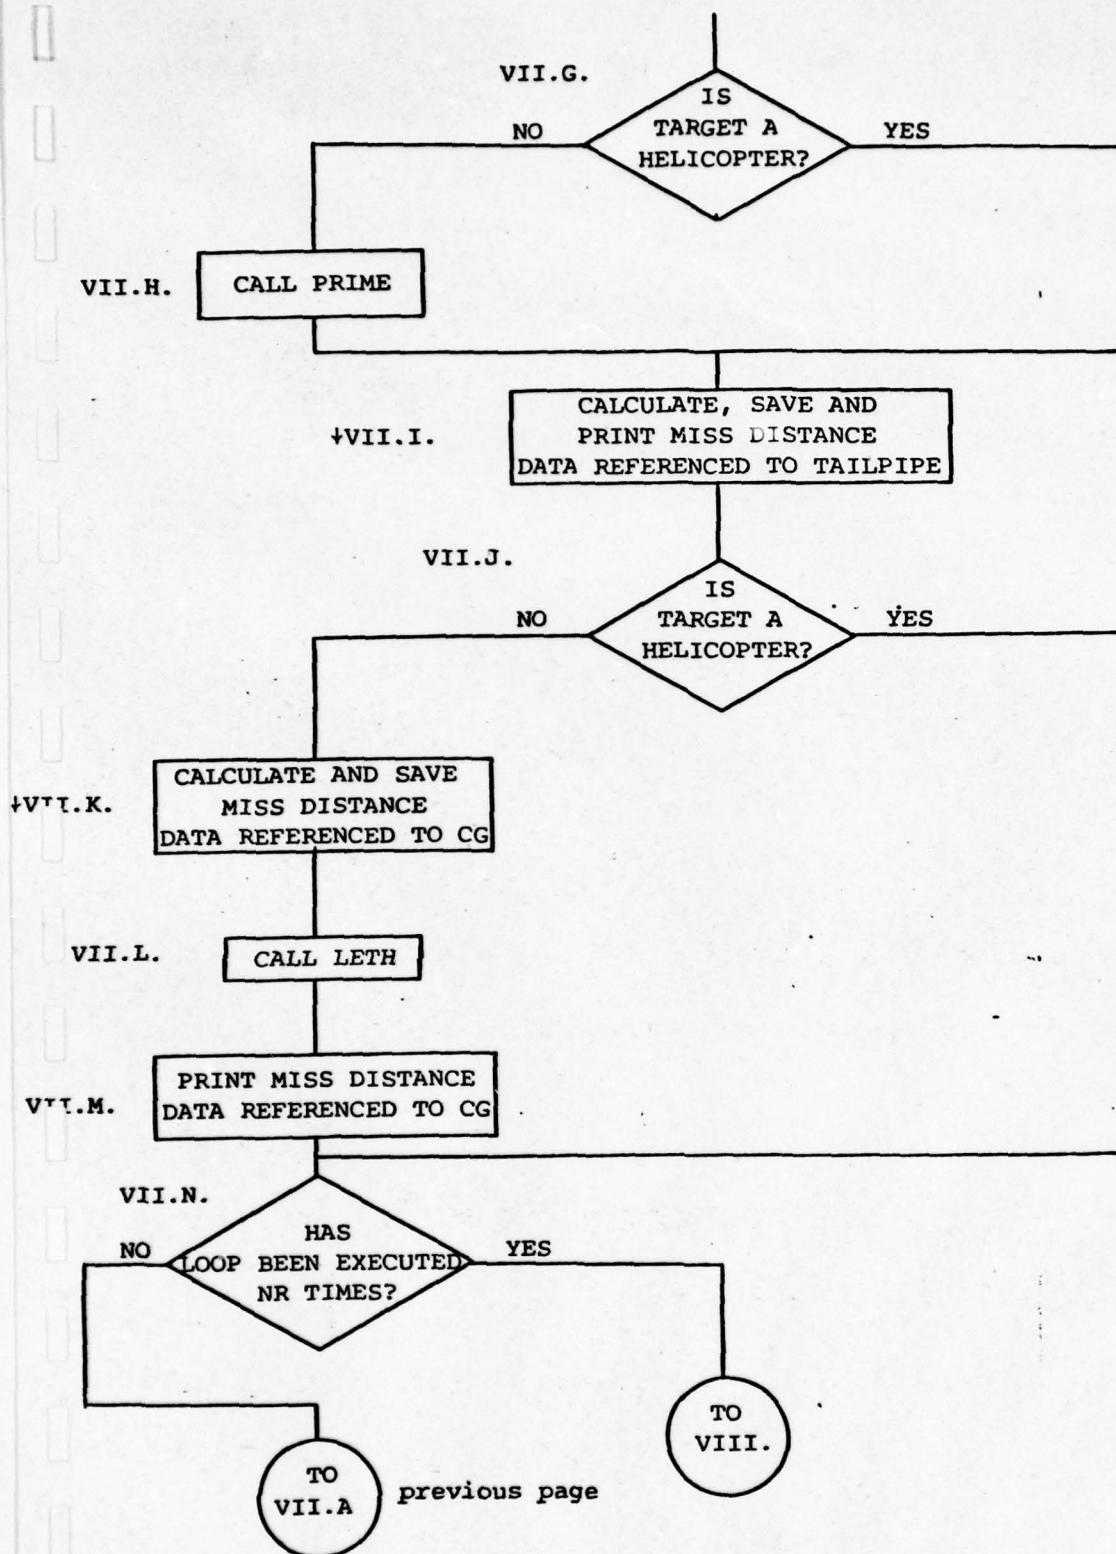 VII.G.
IS
TARGET A
HELICOPTER?
NO
YES
VII.H.
CALL PRIME
↓VII.I.
CALCULATE, SAVE AND
PRINT MISS DISTANCE
DATA REFERENCED TO TAILPIPE
VII.J.
IS
TARGET A
HELICOPTER?
NO
YES
↓VII.K.
CALCULATE AND SAVE
MISS DISTANCE
DATA REFERENCED TO CG
VII.L.
CALL LETH
VII.M.
PRINT MISS DISTANCE
DATA REFERENCED TO CG
VII.N.
HAS
LOOP BEEN EXECUTED
NR TIMES?
NO
YES
TO
VIII.
TO
VII.A
previous page